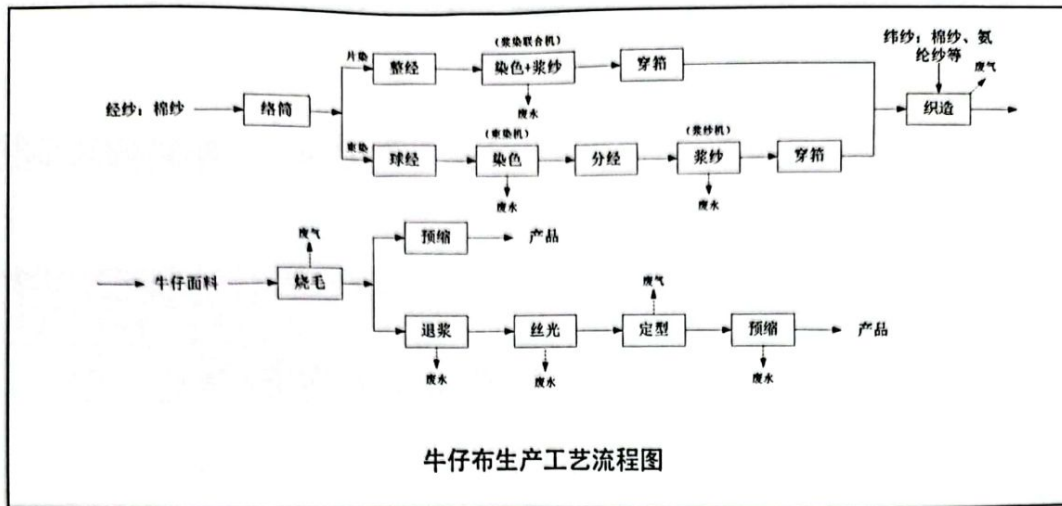 (浆染联合机)
纬纱：棉纱、氨
纶纱等
废气
片染
整经
染色+浆纱
穿筘
废水
经纱：棉纱
络筒
织造
(束染机)
(浆纱机)
束染
球经
染色
分经
浆纱
穿筘
废水
废水
废气
预缩
产品
牛仔面料
烧毛
废气
退浆
丝光
定型
预缩
产品
废水
废水
废水
牛仔布生产工艺流程图